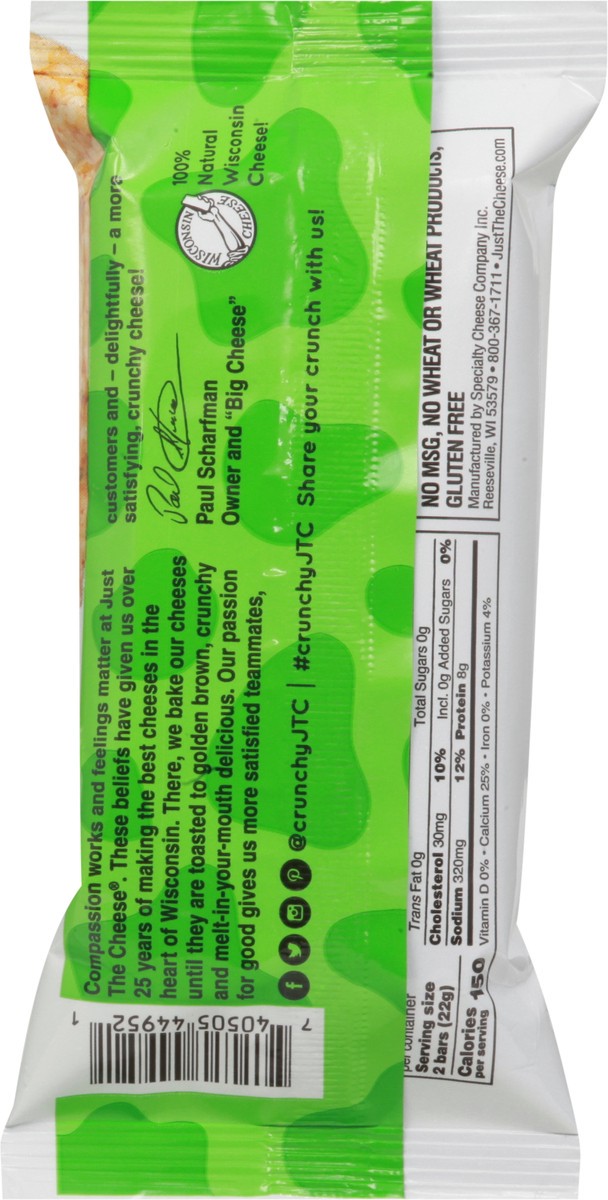 Compassion works and feelings matter at Just
The Cheese®. These beliefs have given us over
25 years of making the best cheeses in the
heart of Wisconsin. There, we bake our cheeses
until they are toasted to golden brown, crunchy
and melt-in-your-mouth delicious. Our passion
for good gives us more satisfied teammates,
customers and – delightfully – a more
satisfying, crunchy cheese!
Paul Scharfman
Owner and “Big Cheese”
WISCONSIN
CHEESE
100%
Natural
Wisconsin
Cheese!
@crunchyJTC | #crunchyJTC Share your crunch with us!
7 40505 44952 1
per container
Serving size
2 bars (22g)
Calories 150
per serving
Trans Fat 0g
Cholesterol 30mg 10%
Sodium 320mg 12%
Total Sugars 0g
Incl. 0g Added Sugars 0%
Protein 8g
Vitamin D 0% • Calcium 25% • Iron 0% • Potassium 4%
NO MSG, NO WHEAT OR WHEAT PRODUCTS,
GLUTEN FREE
Manufactured by Specialty Cheese Company Inc.
Reeseville, WI 53579 • 800-367-1711 • JustTheCheese.com